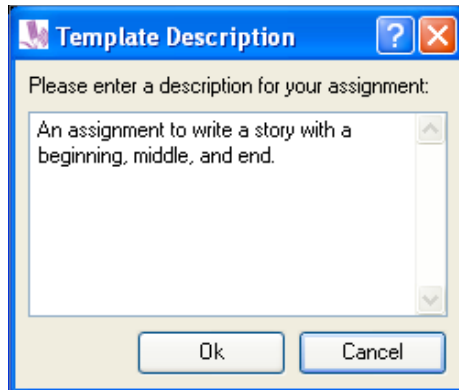 Template Description
Please enter a description for your assignment:
An assignment to write a story with a
beginning, middle, and end.
Ok
Cancel